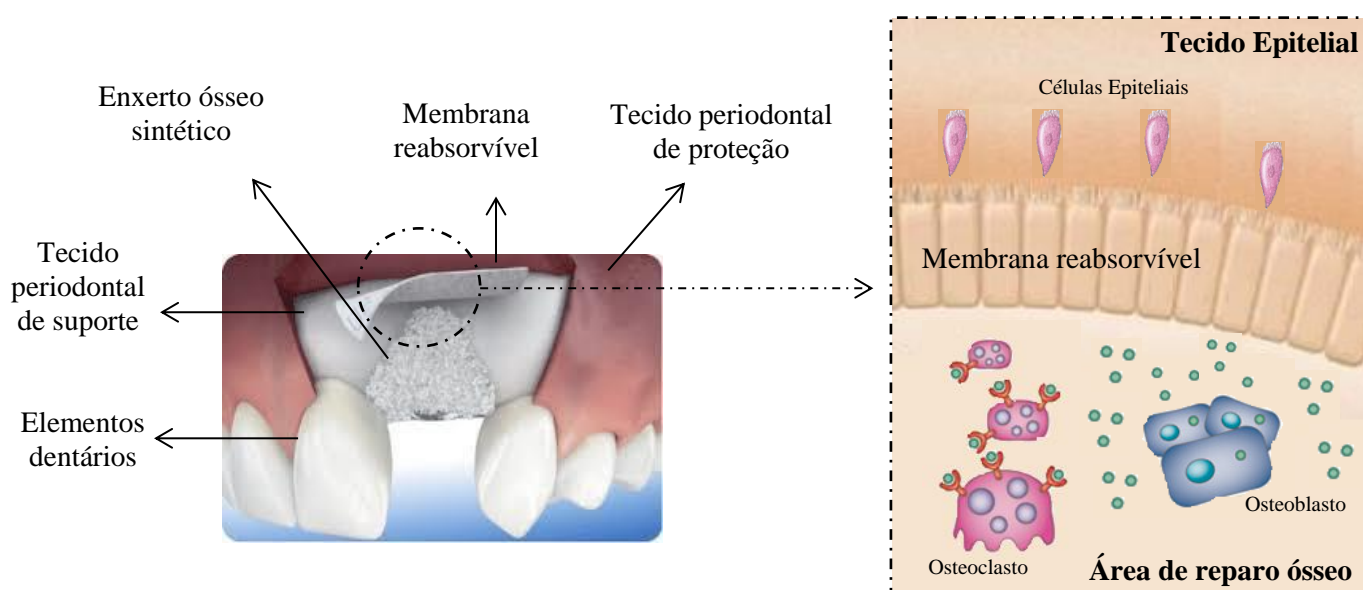 Enxerto ósseo
sintético
Membrana
reabsorvível
Tecido periodontal
de proteção
Tecido
periodontal
de suporte
Elementos
dentários
Tecido Epitelial
Células Epiteliais
Membrana reabsorvível
Osteoblasto
Osteoclasto
Área de reparo ósseo